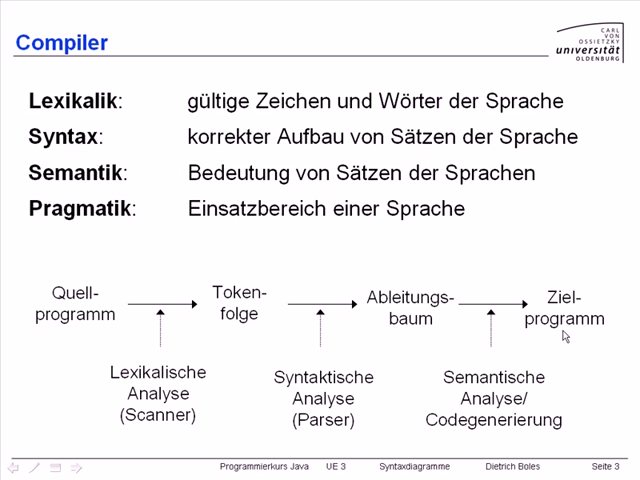 Compiler
CARL
VON
OSSIETZKY
universität
OLDENBURG
Lexikalik: gültige Zeichen und Wörter der Sprache
Syntax: korrekter Aufbau von Sätzen der Sprache
Semantik: Bedeutung von Sätzen der Sprachen
Pragmatik: Einsatzbereich einer Sprache
Quell-
programm
Token-
folge
Ableitungs-
baum
Ziel-
programm
Lexikalische
Analyse
(Scanner)
Syntaktische
Analyse
(Parser)
Semantische
Analyse/
Codegenerierung
Programmierkurs Java UE 3 Syntaxdiagramme Dietrich Boles Seite 3